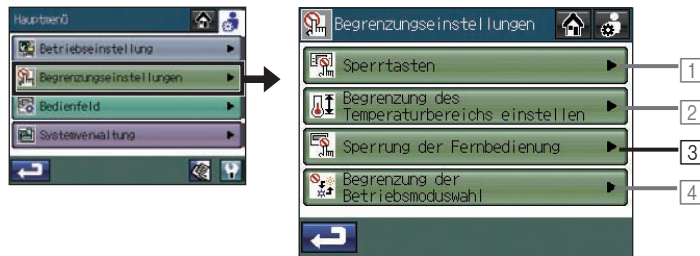 Hauptmenü
Betriebseinstellung
Begrenzungseinstellungen
Bedienfeld
Systemverwaltung
Begrenzungseinstellungen
Sperrtasten
1
Begrenzung des
Temperaturbereichs einstellen
2
Sperrung der Fernbedienung
3
Begrenzung der
Betriebsmoduswahl
4